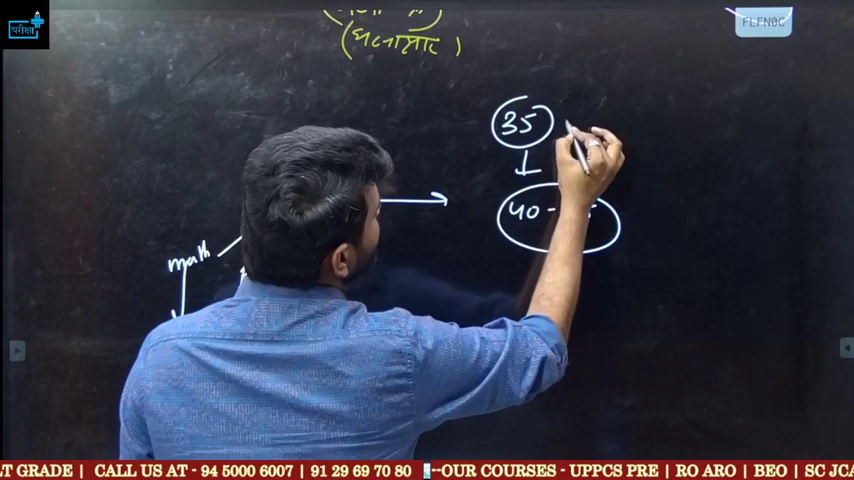 परीक्षा
FLFN0C
35
40 -
math
LT GRADE | CALL US AT - 94 5000 6007 | 91 29 69 70 80 --OUR COURSES - UPPCS PRE | RO ARO | BEO | SC JCA